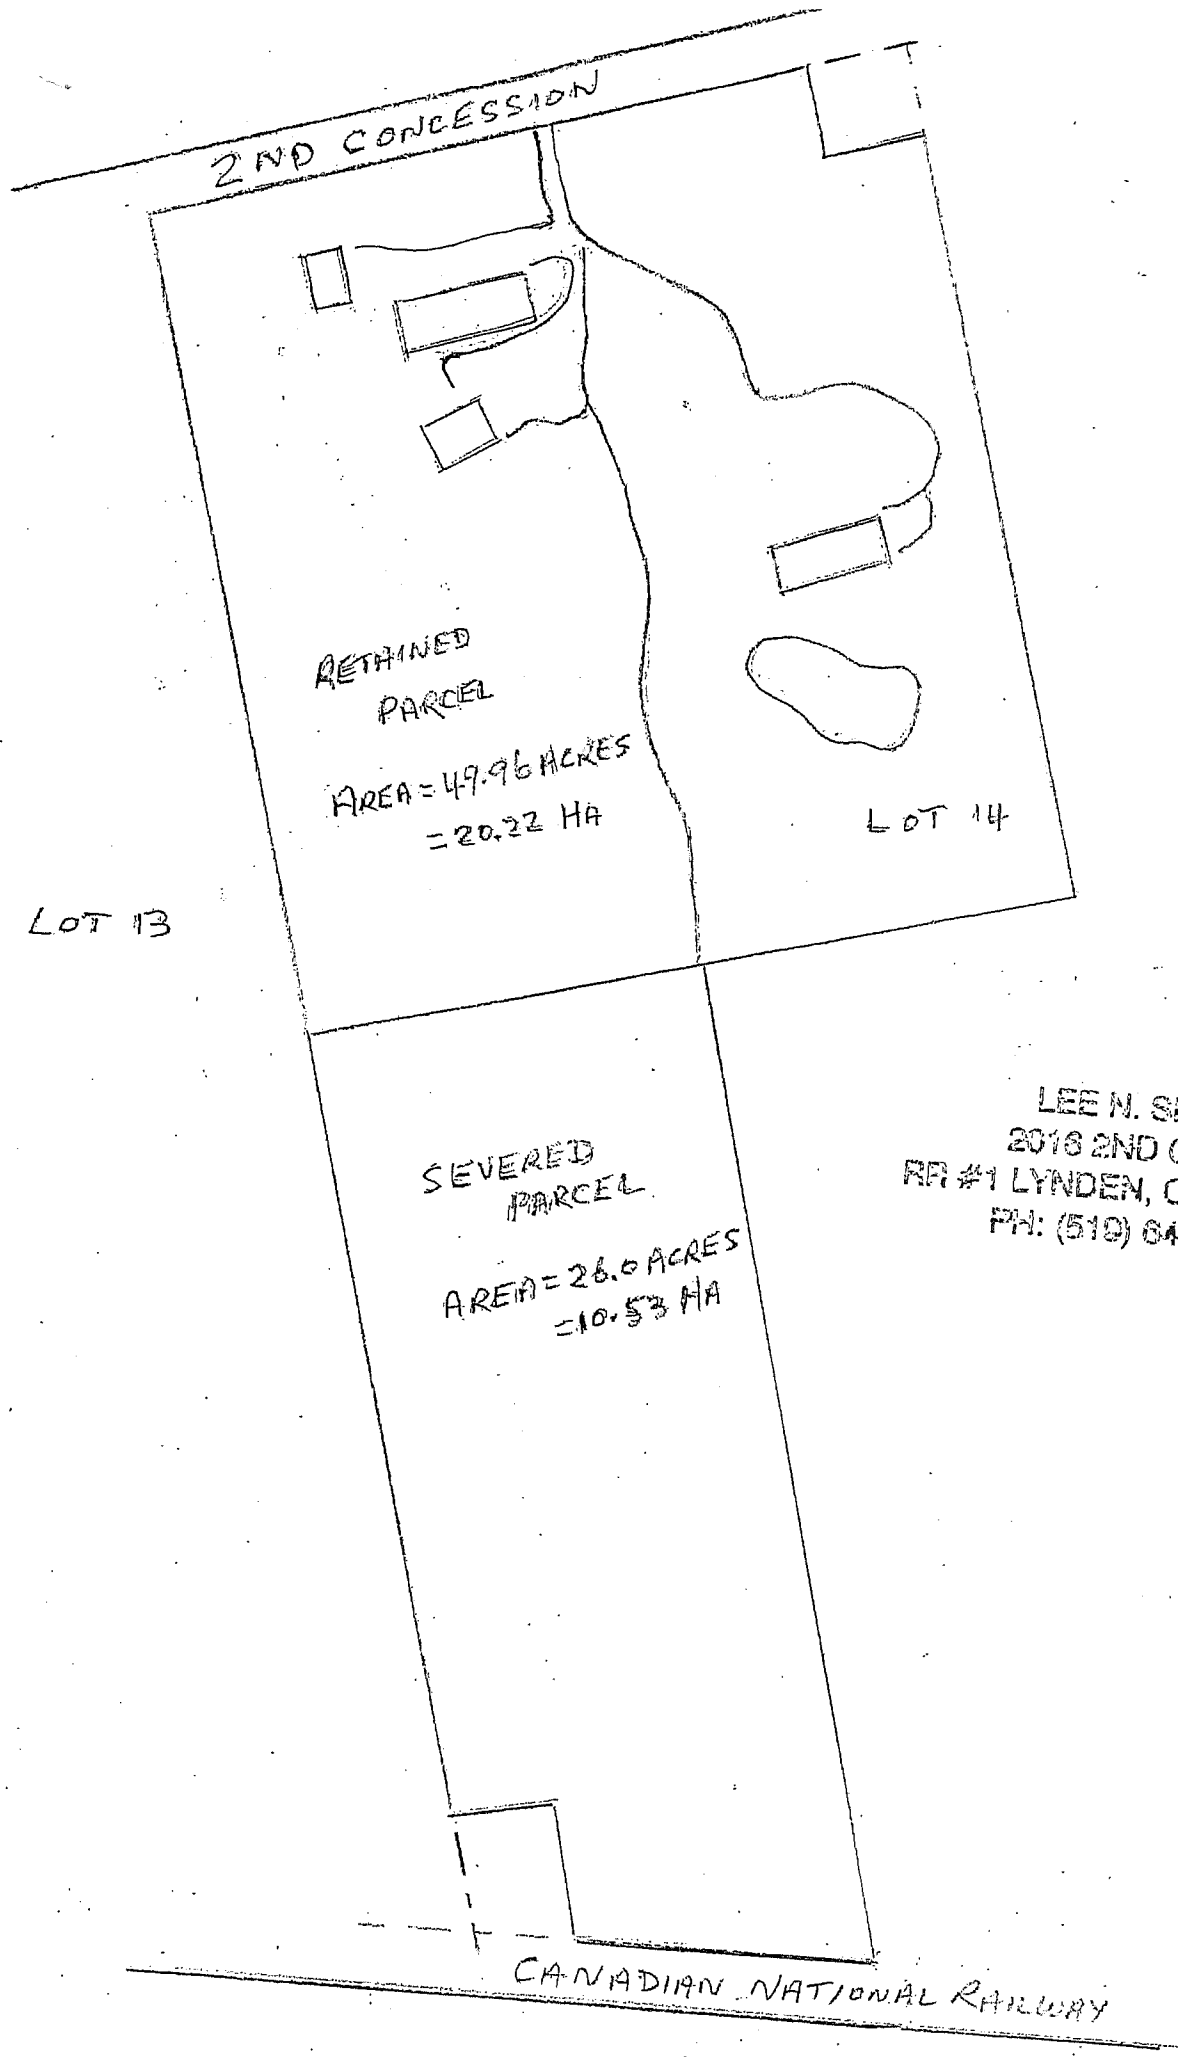 2ND CONCESSION
RETAINED
PARCEL
AREA = 49.96 ACRES
= 20.22 HA
LOT 14
LOT 13
LEE N.
2016 2ND
RR #1 LYNDEN,
PH: (519) 64
SEVERED
PARCEL
AREA = 26.0 ACRES
= 10.53 HA
CANADIAN NATIONAL RAILWAY